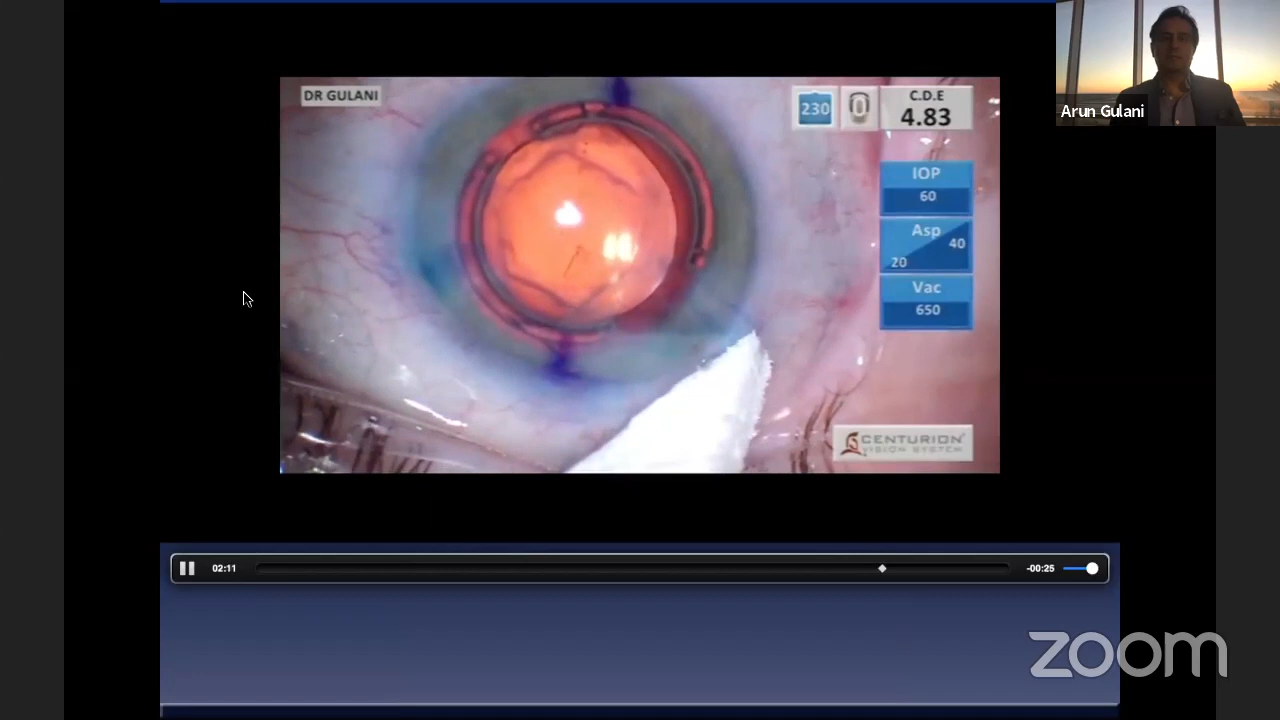 Arun Gulani
DR GULANI
230
0
C.D.E
4.83
IOP
60
Asp
40
20
Vac
650
CENTURION
VISION SYSTEM
02:11
-00:25
zoom